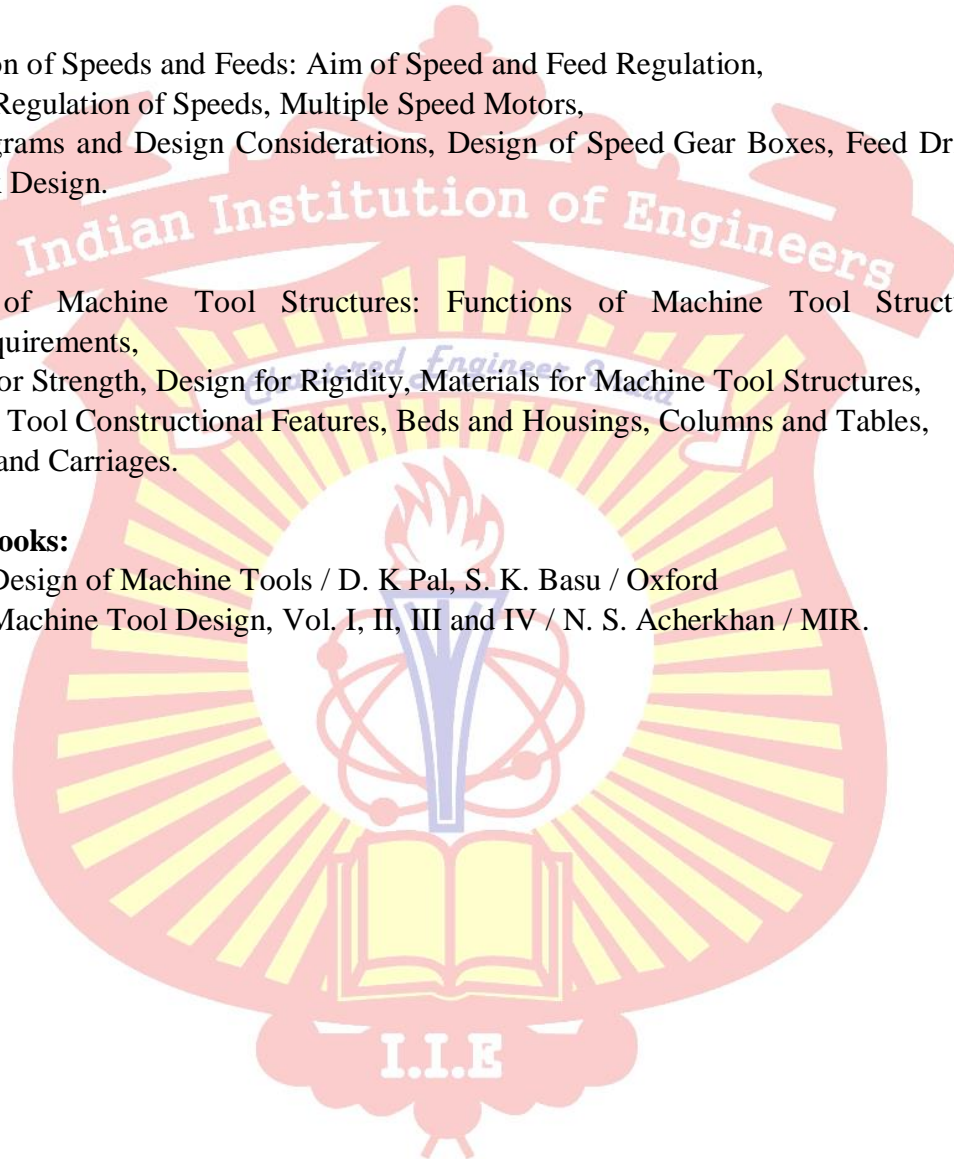 on of Speeds and Feeds: Aim of Speed and Feed Regulation,
Regulation of Speeds, Multiple Speed Motors,
grams and Design Considerations, Design of Speed Gear Boxes, Feed Dr
Design.
Indian Institution of Engineers
of Machine Tool Structures: Functions of Machine Tool Struct
quirements,
Chartered Engineer India
or Strength, Design for Rigidity, Materials for Machine Tool Structures,
Tool Constructional Features, Beds and Housings, Columns and Tables,
and Carriages.
ooks:
Design of Machine Tools / D. K Pal, S. K. Basu / Oxford
Machine Tool Design, Vol. I, II, III and IV / N. S. Acherkhan / MIR.
I.I.E